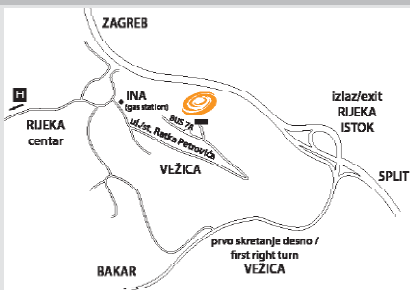 ZAGREB
H
INA
(gas station)
izlaz/exit
RIJEKA
ISTOK
BUS 7A
RIJEKA
centar
ul./st. Ratka Petrovića
VEŽICA
SPLIT
prvo skretanje desno /
first right turn
VEŽICA
BAKAR